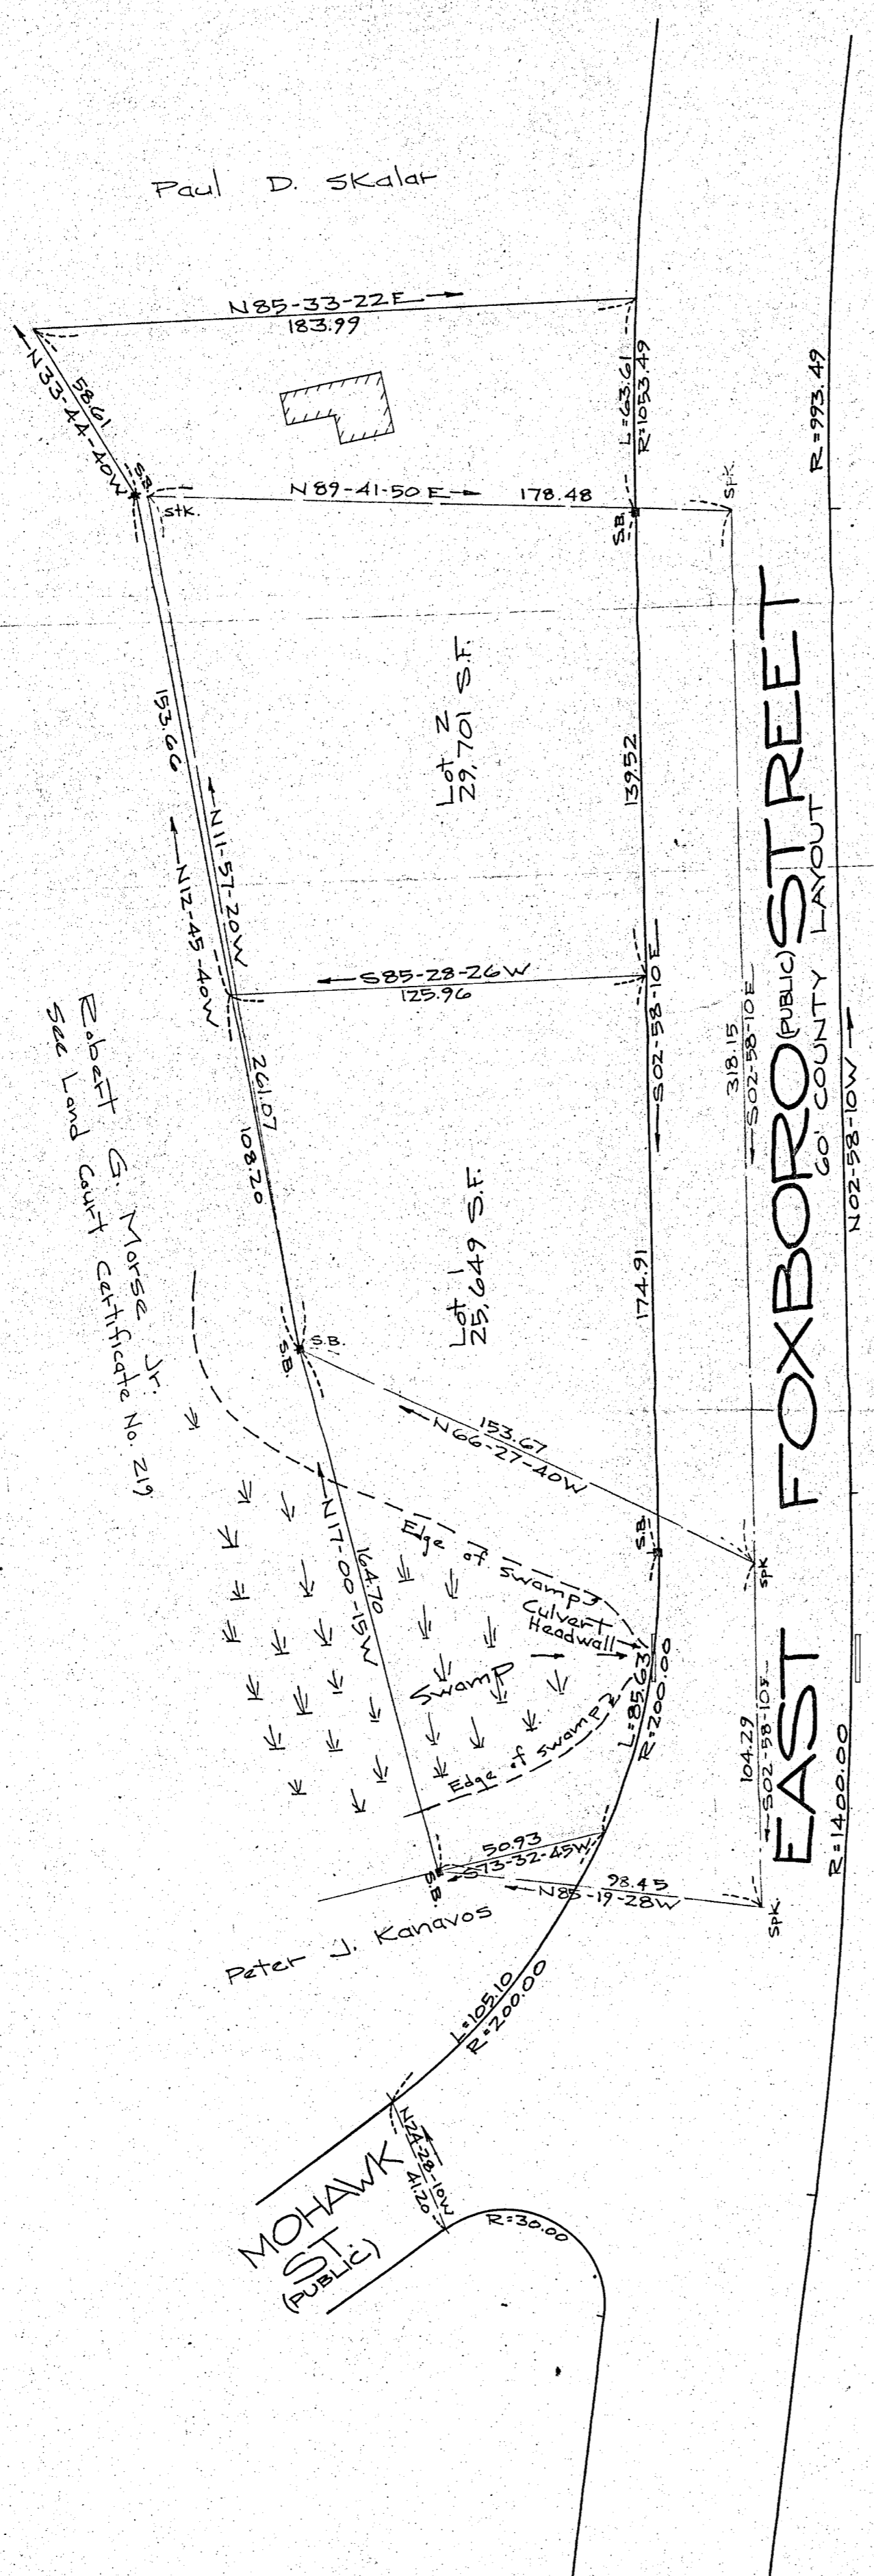 Paul D. Skalar
N85-33-22E
183.99
58.61
N33-44-40W
L=63.61
R=1053.49
R=993.49
S.B.
stk.
N89-41-50E
178.48
S.B.
spk.
153.66
N11-57-20W
N12-45-40W
Lot 2
29,701 S.F.
139.52
S85-28-26W
125.96
S02-58-10E
318.15
S02-58-10E
EAST FOXBORO (PUBLIC) STREET
60' COUNTY LAYOUT
N02-58-10W
Robert G. Morse Jr.
See Land Court Certificate No. 219
261.07
108.20
Lot 1
25,649 S.F.
174.91
S.B.
S.B.
153.67
N66-27-40W
S.B.
spk
N17-00-15W
164.70
Edge of swamp
Culvert
Headwall
Swamp
Edge of swamp
L=85.63
R=200.00
104.29
S02-58-10E
R=1400.00
50.93
S73-32-45W
98.45
N85-19-28W
S.B.
spk.
Peter J. Kanavos
L=105.10
R=200.00
N24-28-10W
41.20
MOHAWK
ST.
(PUBLIC)
R=30.00